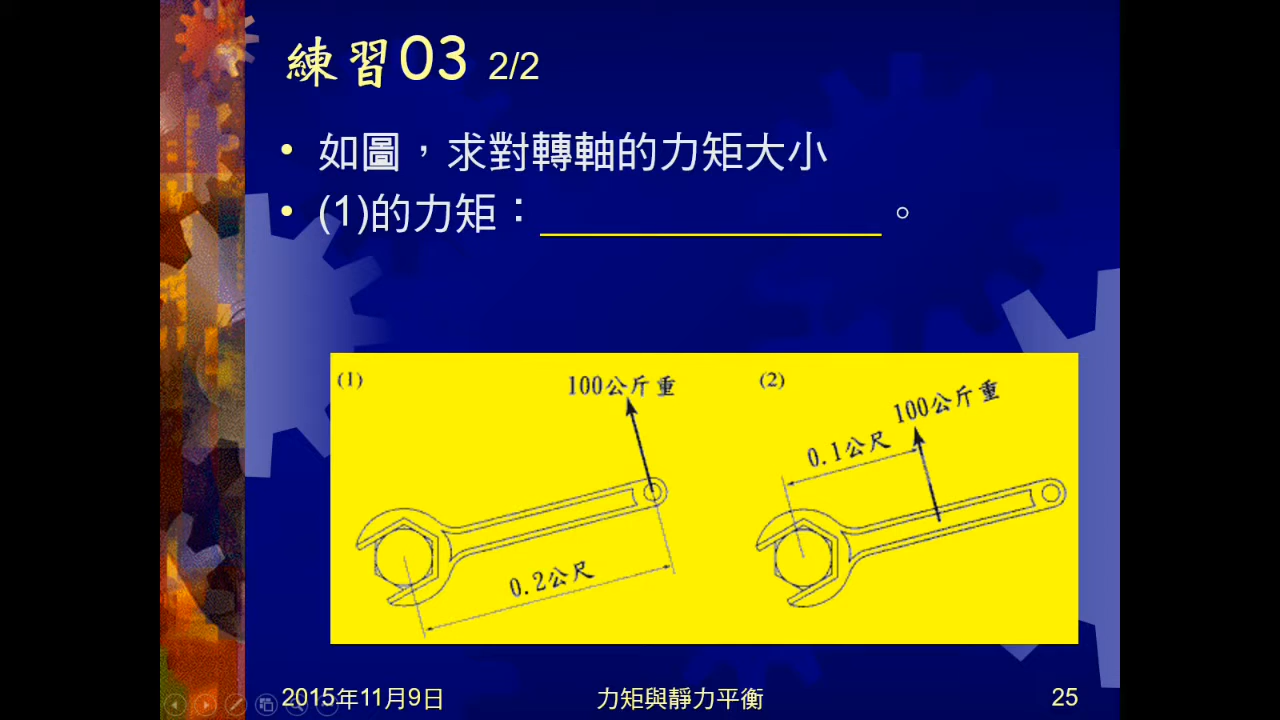 練習03 2/2
• 如圖，求對轉軸的力矩大小
• (1)的力矩：________________。
(1)
100公斤重
0.2公尺
(2)
100公斤重
0.1公尺
2015年11月9日
力矩與靜力平衡
25